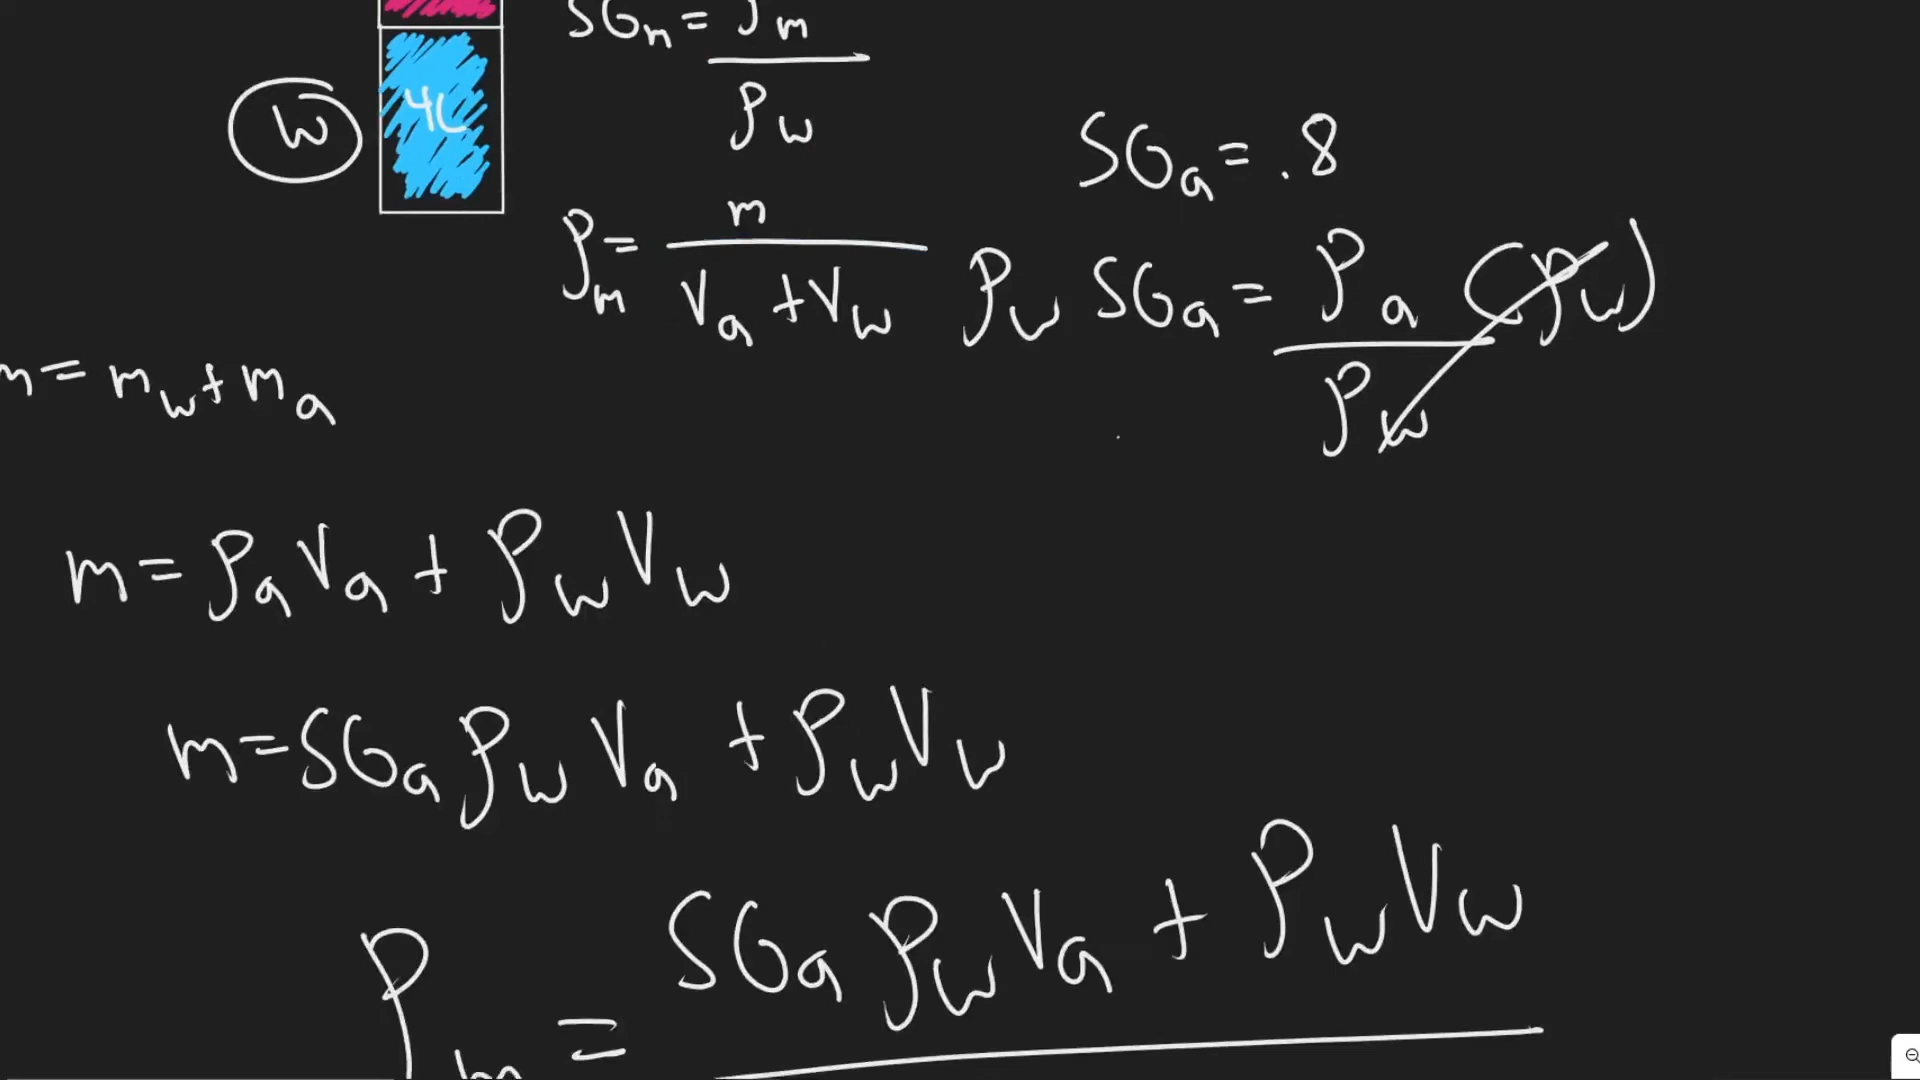 SG_m = ρ_m / ρ_w
W
4L
SG_a = .8
ρ_m = m / (V_a + V_w)
ρ_w SG_a = ρ_a (ρ_w) / ρ_w
m = m_w + m_a
m = ρ_a V_a + ρ_w V_w
m = SG_a ρ_w V_a + ρ_w V_w
ρ_m = SG_a ρ_w V_a + ρ_w V_w